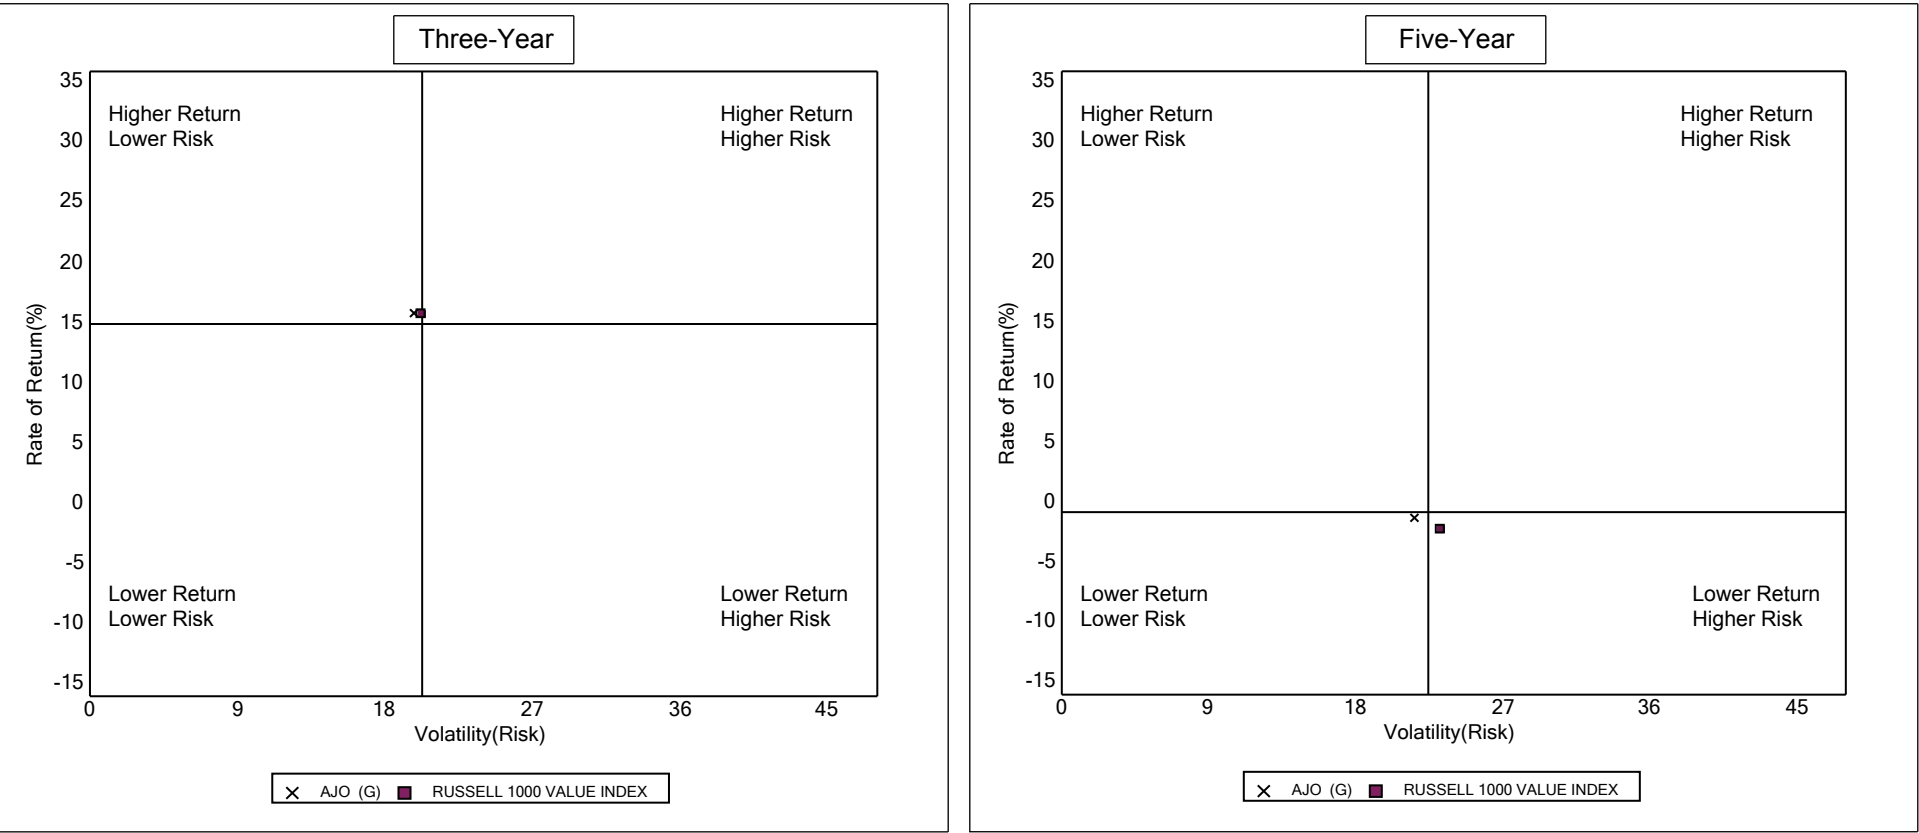 Three-Year
35
30
25
20
15
10
5
0
-5
-10
-15
Higher Return
Lower Risk
Higher Return
Higher Risk
Lower Return
Lower Risk
Lower Return
Higher Risk
Rate of Return(%)
0 9 18 27 36 45
Volatility(Risk)
AJO (G) RUSSELL 1000 VALUE INDEX
Five-Year
35
30
25
20
15
10
5
0
-5
-10
-15
Higher Return
Lower Risk
Higher Return
Higher Risk
Lower Return
Lower Risk
Lower Return
Higher Risk
Rate of Return(%)
0 9 18 27 36 45
Volatility(Risk)
AJO (G) RUSSELL 1000 VALUE INDEX